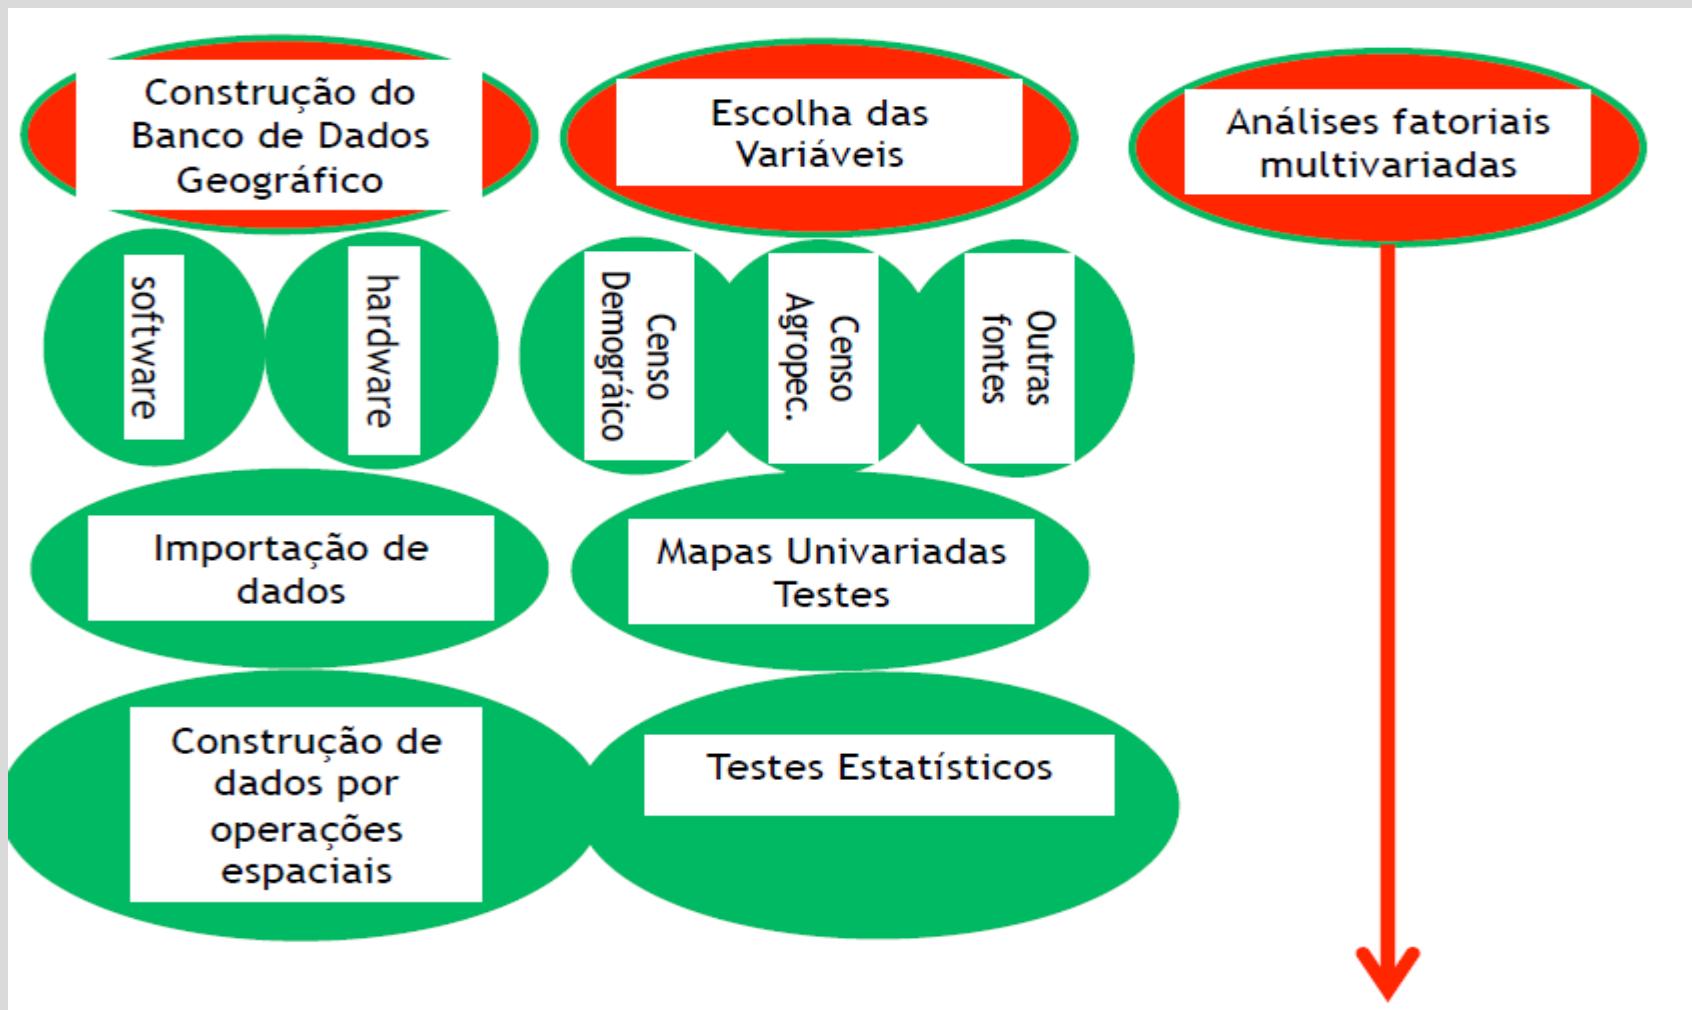 Construção do
Banco de Dados
Geográfico
Escolha das
Variáveis
Análises fatoriais
multivariadas
software
hardware
Censo
Demográico
Censo
Agropec.
Outras
fontes
Importação de
dados
Mapas Univariadas
Testes
Construção de
dados por
operações
espaciais
Testes Estatísticos